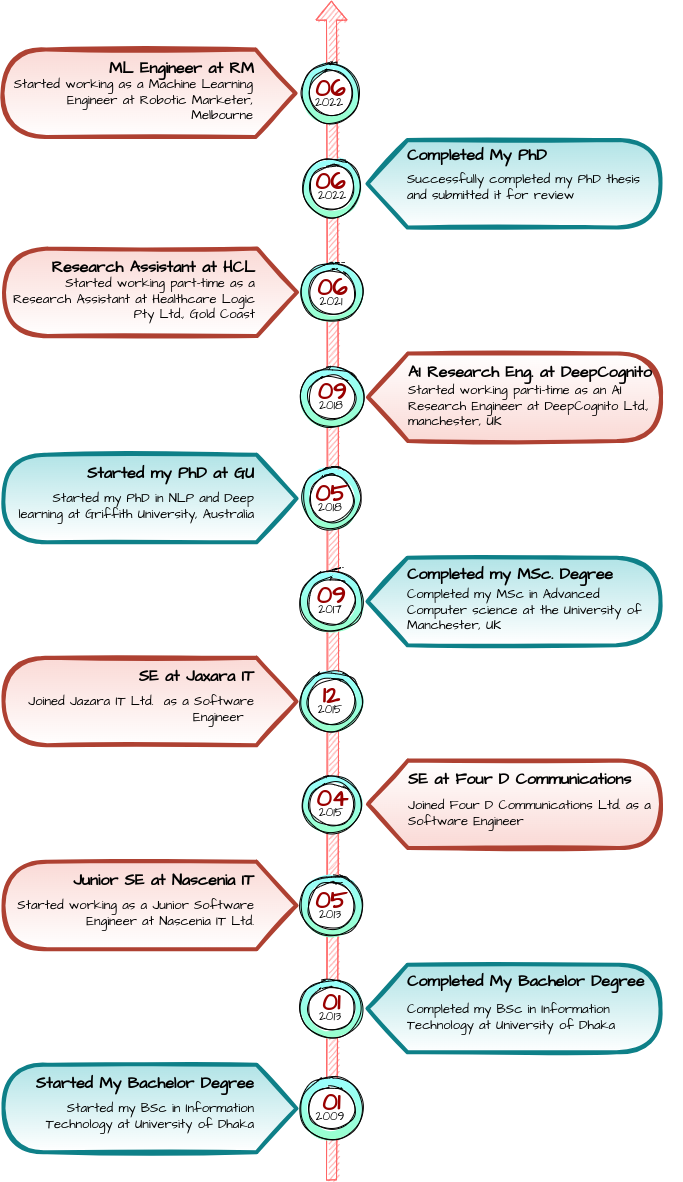 ML Engineer at RM
Started working as a Machine Learning
Engineer at Robotic Marketer,
Melbourne
06
2022
Completed My PhD
Successfully completed my PhD thesis
and submitted it for review
06
2022
Research Assistant at HCL
Started working part-time as a
Research Assistant at Healthcare Logic
Pty Ltd., Gold Coast
06
2021
AI Research Eng. at DeepCognito
Started working parti-time as an AI
Research Engineer at DeepCognito Ltd.,
manchester, UK
09
2018
Started my PhD at GU
Started my PhD in NLP and Deep
learning at Griffith University, Australia
05
2018
Completed my MSc. Degree
Completed my MSc in Advanced
Computer science at the University of
Manchester, UK
09
2017
SE at Jaxara IT
Joined Jazara IT Ltd. as a Software
Engineer
12
2015
SE at Four D Communications
Joined Four D Communications Ltd. as a
Software Engineer
04
2015
Junior SE at Nascenia IT
Started working as a Junior Software
Engineer at Nascenia IT Ltd.
05
2013
Completed My Bachelor Degree
Completed my BSc in Information
Technology at University of Dhaka
01
2013
Started My Bachelor Degree
Started my BSc in Information
Technology at University of Dhaka
01
2009